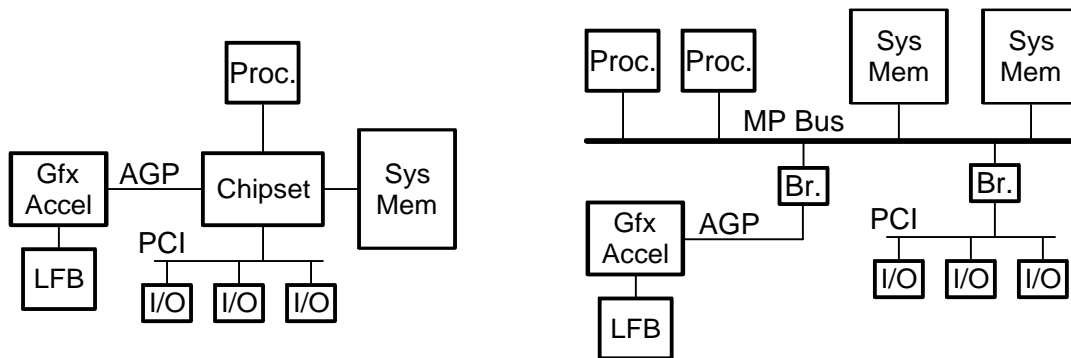 Proc.
Gfx
Accel
AGP
Chipset
Sys
Mem
LFB
PCI
I/O
I/O
I/O
Proc.
Proc.
Sys
Mem
Sys
Mem
MP Bus
Br.
Br.
Gfx
Accel
AGP
LFB
PCI
I/O
I/O
I/O